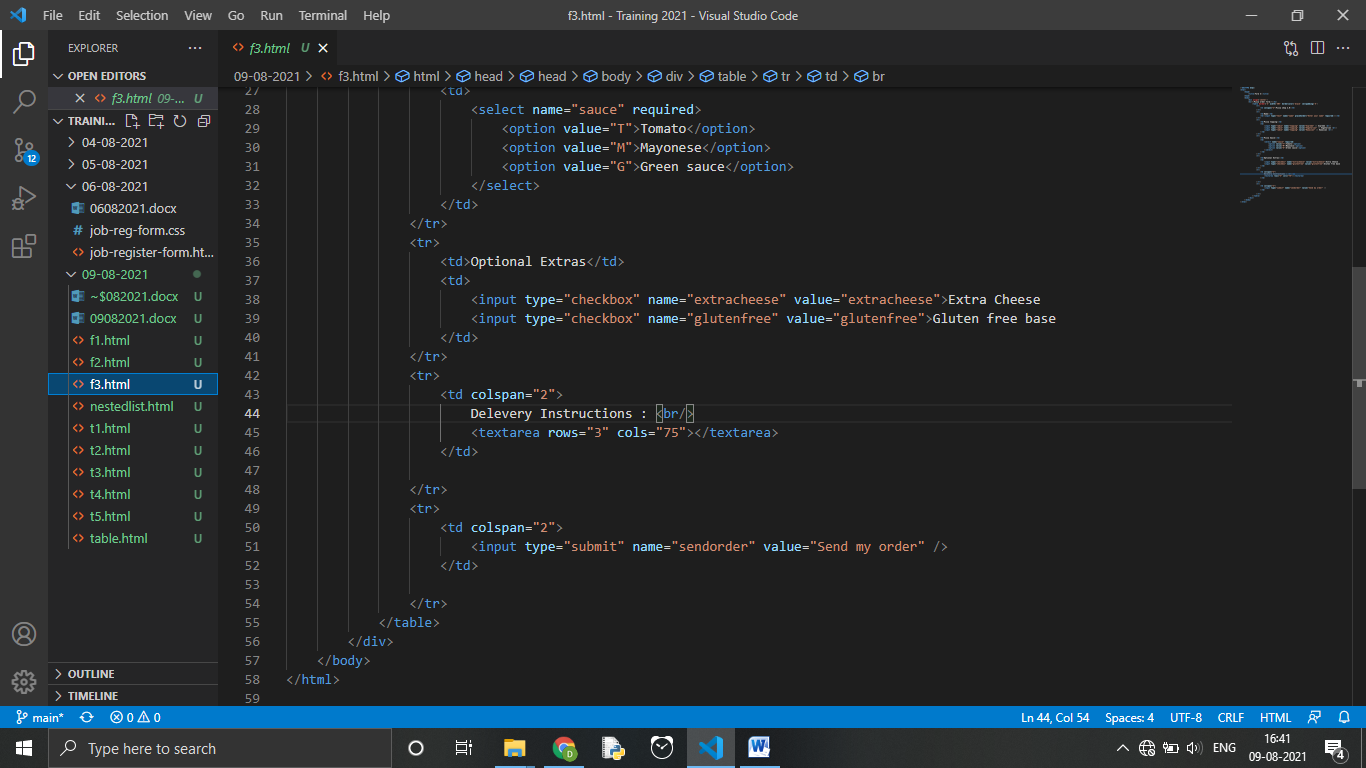 File Edit Selection View Go Run Terminal Help
f3.html - Training 2021 - Visual Studio Code
EXPLORER
OPEN EDITORS
f3.html 09-... U
TRAINI...
04-08-2021
05-08-2021
06-08-2021
06082021.docx
# job-reg-form.css
<> job-register-form.ht...
09-08-2021
~$082021.docx U
09082021.docx U
<> f1.html U
<> f2.html U
<> f3.html U
<> nestedlist.html U
<> t1.html U
<> t2.html U
<> t3.html U
<> t4.html U
<> t5.html U
<> table.html U
OUTLINE
TIMELINE
12
<> f3.html U
09-08-2021 > <> f3.html > html > head > head > body > div > table > tr > td > br
27 <td>
28 <select name="sauce" required>
29 <option value="T">Tomato</option>
30 <option value="M">Mayonese</option>
31 <option value="G">Green sauce</option>
32 </select>
33 </td>
34 </tr>
35 <tr>
36 <td>Optional Extras</td>
37 <td>
38 <input type="checkbox" name="extracheese" value="extracheese">Extra Cheese
39 <input type="checkbox" name="glutenfree" value="glutenfree">Gluten free base
40 </td>
41 </tr>
42 <tr>
43 <td colspan="2">
44 Delevery Instructions : <br/>
45 <textarea rows="3" cols="75"></textarea>
46 </td>
47
48 </tr>
49 <tr>
50 <td colspan="2">
51 <input type="submit" name="sendorder" value="Send my order" />
52 </td>
53
54 </tr>
55 </table>
56 </div>
57 </body>
58 </html>
59
main* 0 0
Ln 44, Col 54 Spaces: 4 UTF-8 CRLF HTML
Type here to search
D
W
ENG
16:41
09-08-2021
4